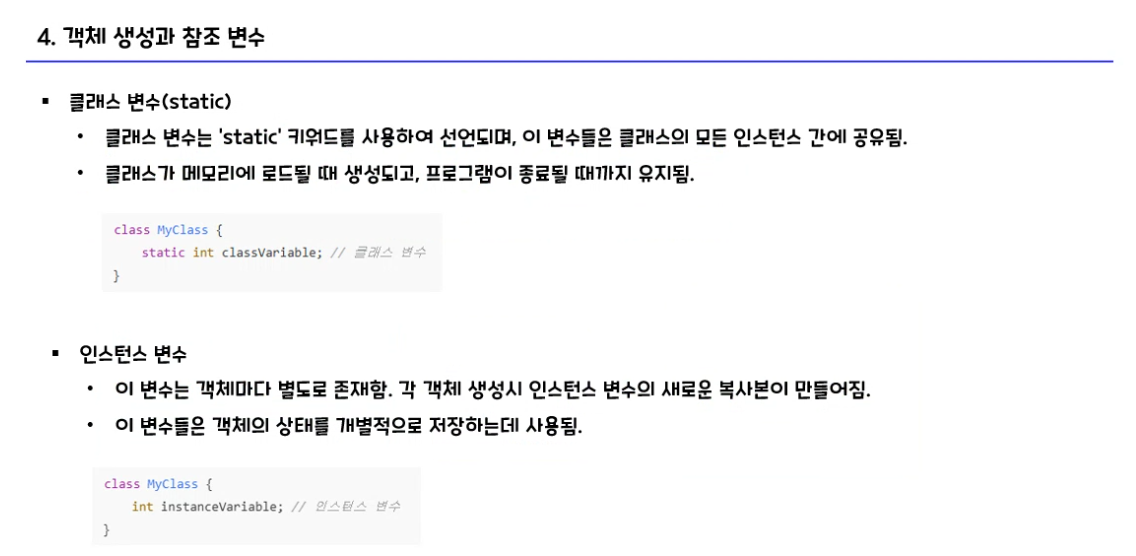 4. 객체 생성과 참조 변수
▪ 클래스 변수(static)
• 클래스 변수는 'static' 키워드를 사용하여 선언되며, 이 변수들은 클래스의 모든 인스턴스 간에 공유됨.
• 클래스가 메모리에 로드될 때 생성되고, 프로그램이 종료될 때까지 유지됨.
class MyClass {
    static int classVariable; // 클래스 변수
}
▪ 인스턴스 변수
• 이 변수는 객체마다 별도로 존재함. 각 객체 생성시 인스턴스 변수의 새로운 복사본이 만들어짐.
• 이 변수들은 객체의 상태를 개별적으로 저장하는데 사용됨.
class MyClass {
    int instanceVariable; // 인스턴스 변수
}